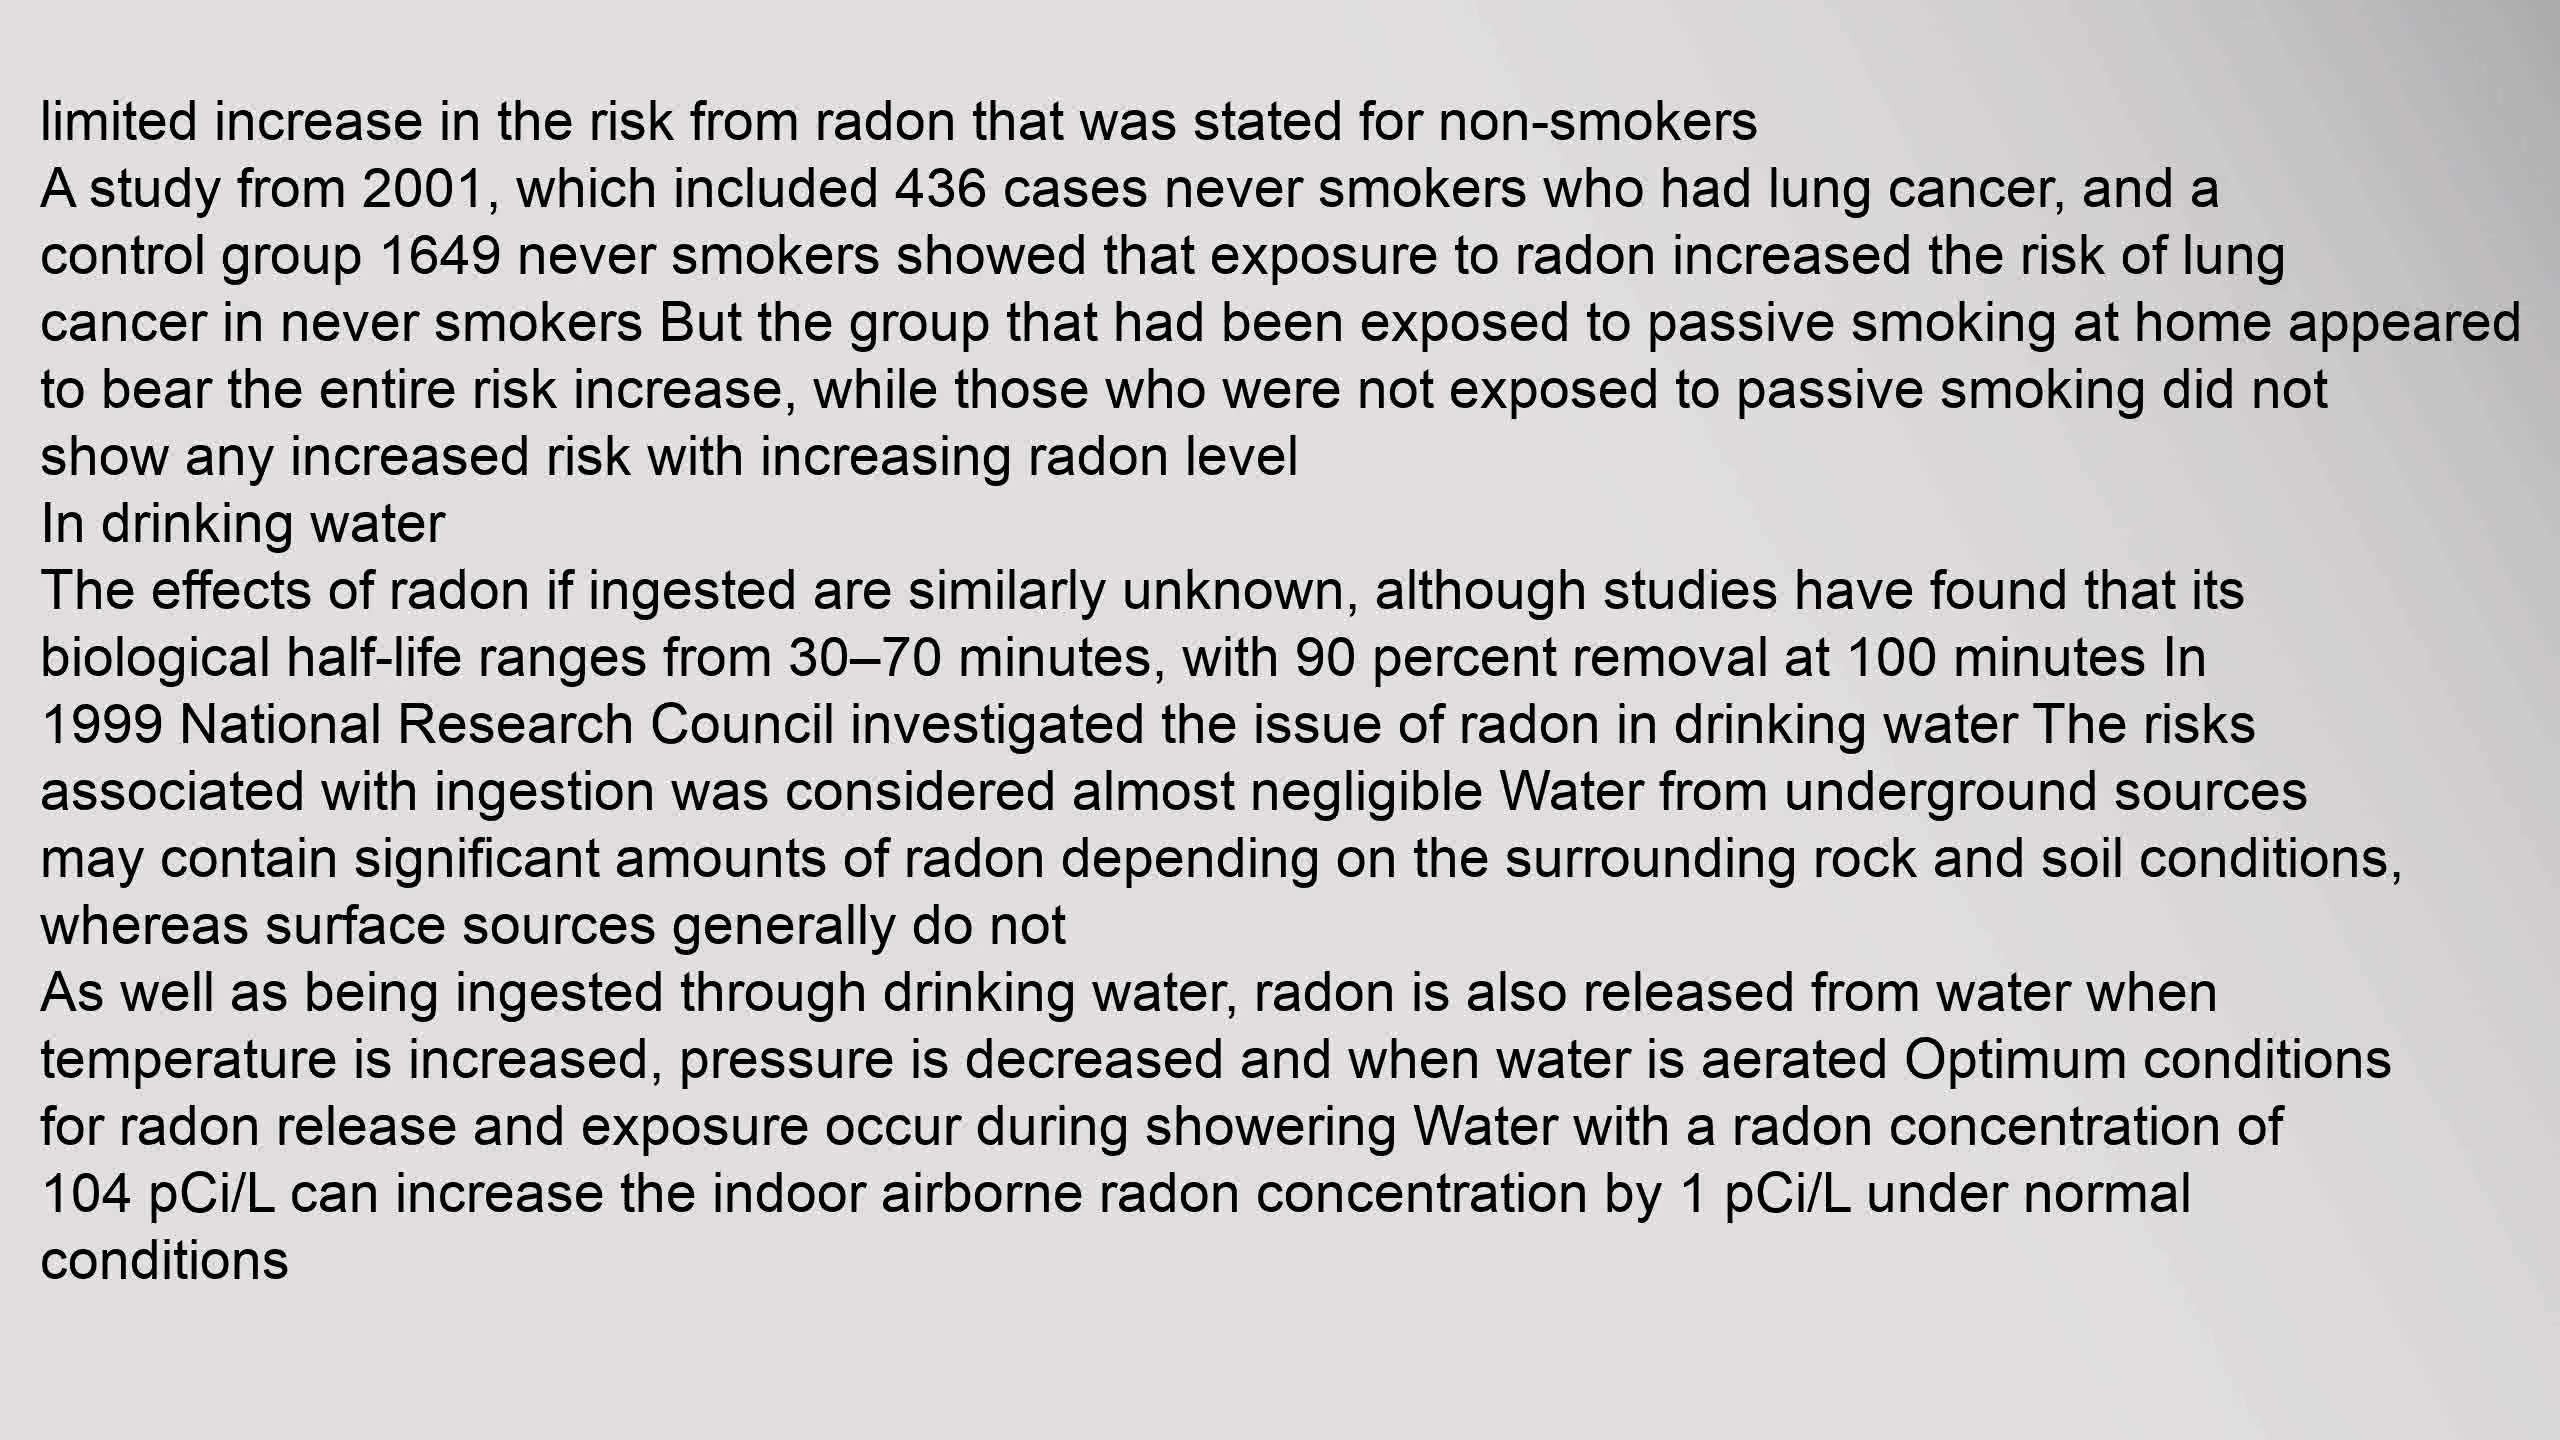 limited increase in the risk from radon that was stated for non-smokers
A study from 2001, which included 436 cases never smokers who had lung cancer, and a
control group 1649 never smokers showed that exposure to radon increased the risk of lung
cancer in never smokers But the group that had been exposed to passive smoking at home appeared
to bear the entire risk increase, while those who were not exposed to passive smoking did not
show any increased risk with increasing radon level
In drinking water
The effects of radon if ingested are similarly unknown, although studies have found that its
biological half-life ranges from 30–70 minutes, with 90 percent removal at 100 minutes In
1999 National Research Council investigated the issue of radon in drinking water The risks
associated with ingestion was considered almost negligible Water from underground sources
may contain significant amounts of radon depending on the surrounding rock and soil conditions,
whereas surface sources generally do not
As well as being ingested through drinking water, radon is also released from water when
temperature is increased, pressure is decreased and when water is aerated Optimum conditions
for radon release and exposure occur during showering Water with a radon concentration of
104 pCi/L can increase the indoor airborne radon concentration by 1 pCi/L under normal
conditions